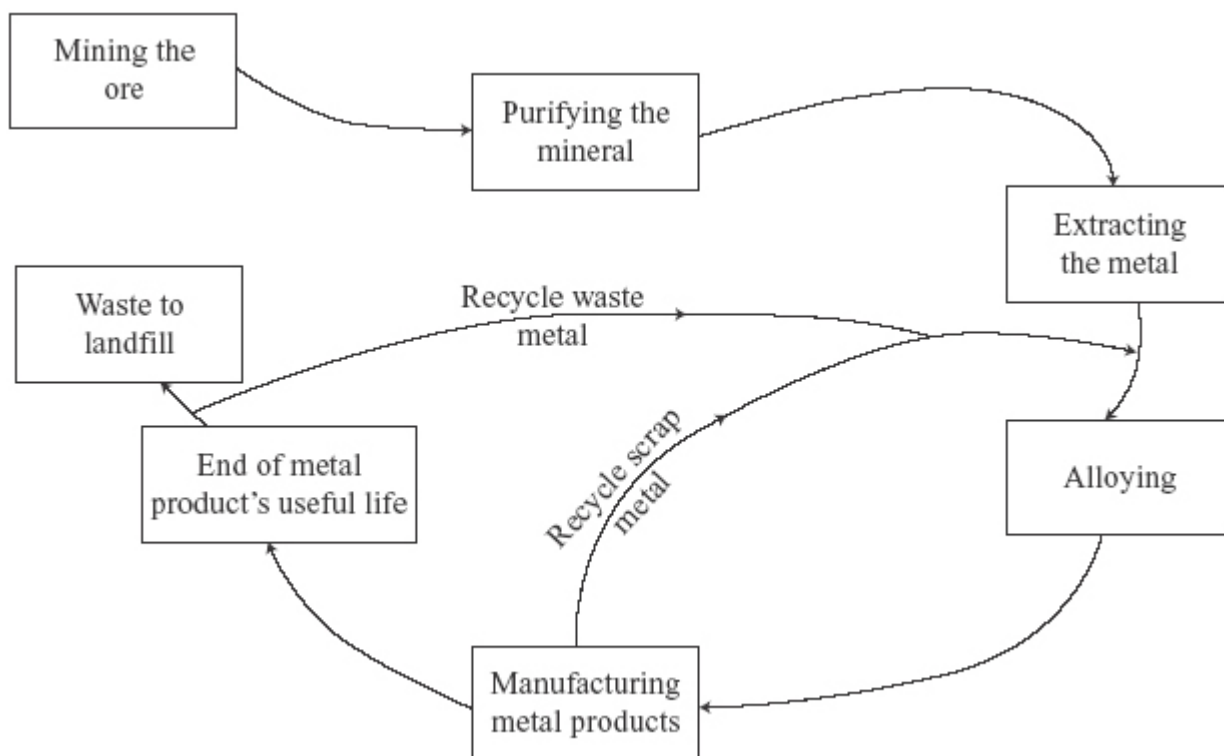 Mining the
ore
Purifying the
mineral
Extracting
the metal
Waste to
landfill
Recycle waste
metal
Recycle scrap
metal
End of metal
product's useful life
Alloying
Manufacturing
metal products